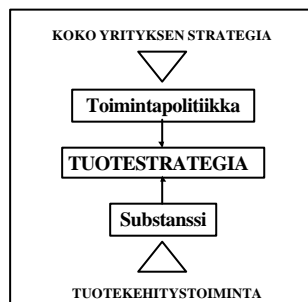 KOKO YRITYKSEN STRATEGIA
Toimintapolitiikka
TUOTESTRATEGIA
Substanssi
TUOTEKEHITYSTOIMINTA